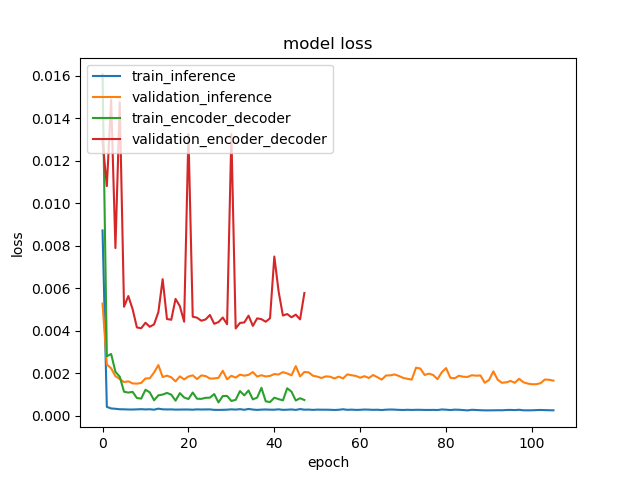 model loss
train_inference
validation_inference
train_encoder_decoder
validation_encoder_decoder
loss
0.016
0.014
0.012
0.010
0.008
0.006
0.004
0.002
0.000
0 20 40 60 80 100
epoch